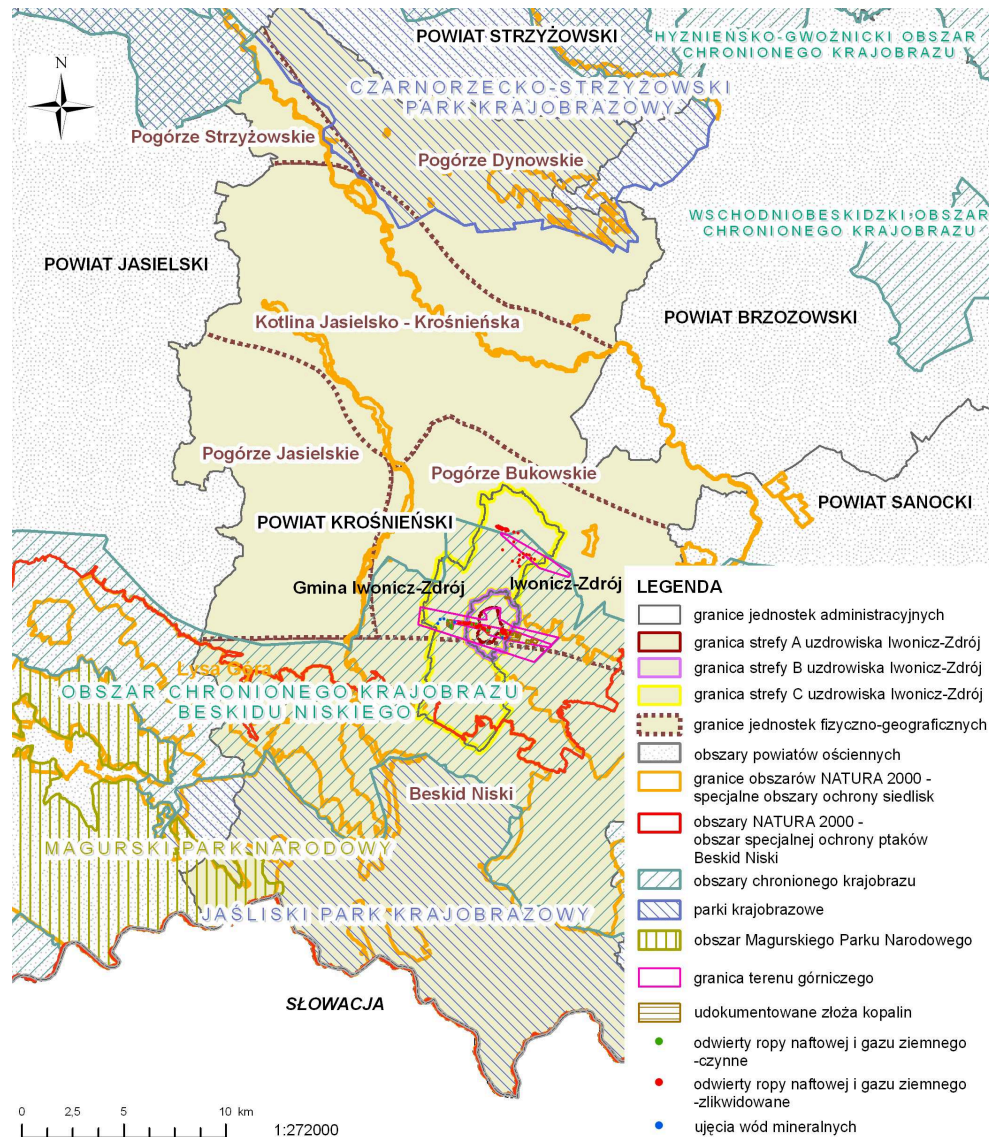 POWIAT STRZYŻOWSKI
HYŻNIEŃSKO-GWOŹNICKI OBSZAR
CHRONIONEGO KRAJOBRAZU
N
CZARNORZECKO-STRZYŻOWSKI
PARK KRAJOBRAZOWY
Pogórze Strzyżowskie
Pogórze Dynowskie
WSCHODNIOBESKIDZKI OBSZAR
CHRONIONEGO KRAJOBRAZU
POWIAT JASIELSKI
Kotlina Jasielsko - Krośnieńska
POWIAT BRZOZOWSKI
Pogórze Jasielskie
Pogórze Bukowskie
POWIAT SANOCKI
POWIAT KROŚNIEŃSKI
Gmina Iwonicz-Zdrój
Iwonicz-Zdrój
Łysa Góra
OBSZAR CHRONIONEGO KRAJOBRAZU
BESKIDU NISKIEGO
Beskid Niski
MAGURSKI PARK NARODOWY
JAŚLISKI PARK KRAJOBRAZOWY
SŁOWACJA
LEGENDA
granice jednostek administracyjnych
granica strefy A uzdrowiska Iwonicz-Zdrój
granica strefy B uzdrowiska Iwonicz-Zdrój
granica strefy C uzdrowiska Iwonicz-Zdrój
granice jednostek fizyczno-geograficznych
obszary powiatów ościennych
granice obszarów NATURA 2000 -
specjalne obszary ochrony siedlisk
obszary NATURA 2000 -
obszar specjalnej ochrony ptaków
Beskid Niski
obszary chronionego krajobrazu
parki krajobrazowe
obszar Magurskiego Parku Narodowego
granica terenu górniczego
udokumentowane złoża kopalin
odwierty ropy naftowej i gazu ziemnego
-czynne
odwierty ropy naftowej i gazu ziemnego
-zlikwidowane
ujęcia wód mineralnych
0 2,5 5 10 km
1:272000